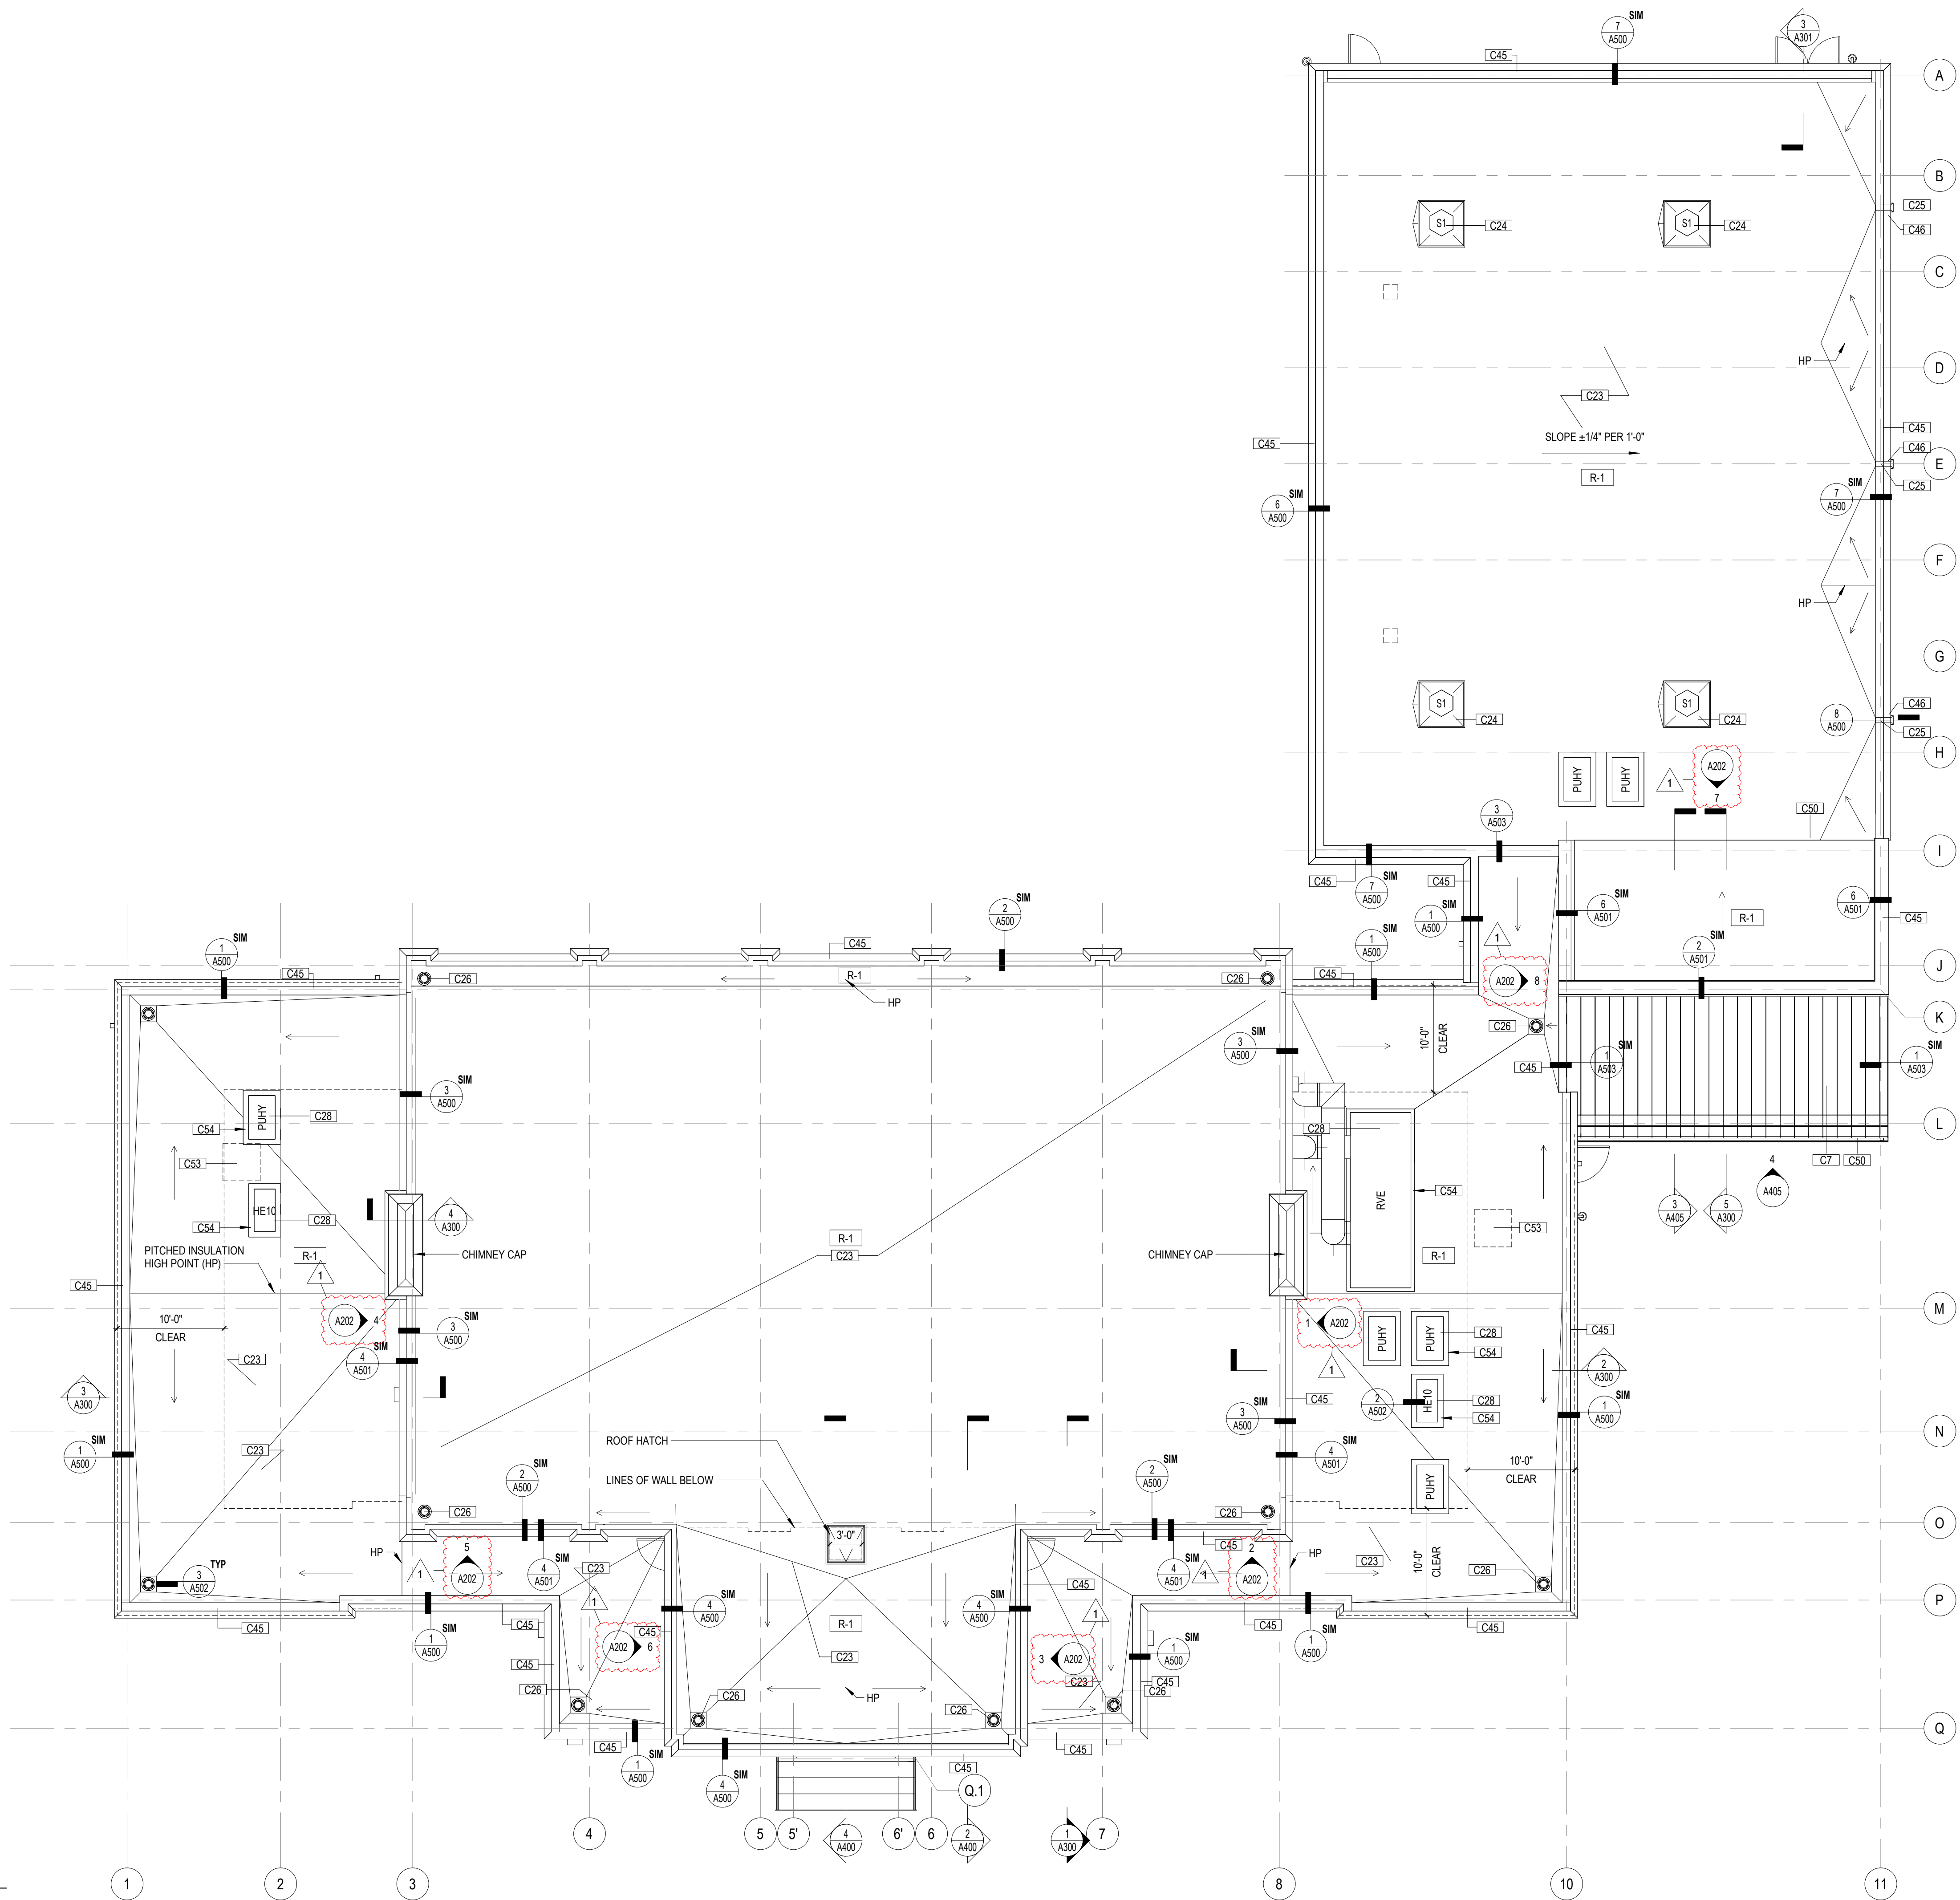 7
A500
SIM
3
A301
C45
A
B
C25
C46
S1
C24
S1
C24
C
HP
D
C23
SLOPE ±1/4" PER 1'-0"
R-1
C45
C45
C46
E
C25
7
A500
SIM
6
A500
SIM
F
HP
G
S1
C24
S1
C24
C46
8
A500
C25
H
PUHY
PUHY
1
A202
7
3
A503
C50
I
C45
7
A500
SIM
C45
1
A500
SIM
6
A501
SIM
6
A501
R-1
C45
2
A500
SIM
1
A500
SIM
1
A500
SIM
1
2
A501
SIM
C45
C45
C45
J
C26
R-1
C26
A202
8
HP
K
C26
10'-0"
CLEAR
3
A500
SIM
1
A503
SIM
1
A503
SIM
C45
3
A500
SIM
PUHY
C28
C54
L
C28
C53
C7
C50
4
A405
RVE
C54
HE10
C28
C54
4
A300
3
A405
5
A300
C53
R-1
C23
PITCHED INSULATION
HIGH POINT (HP)
R-1
CHIMNEY CAP
CHIMNEY CAP
R-1
1
C45
M
10'-0"
CLEAR
A202
4
3
A500
SIM
1
A202
PUHY
PUHY
C28
C54
C45
1
4
A501
SIM
C23
2
A300
3
A300
C45
2
A502
HE10
C28
C54
1
A500
SIM
3
A500
SIM
N
ROOF HATCH
C23
1
A500
SIM
4
A501
SIM
10'-0"
CLEAR
LINES OF WALL BELOW
2
A500
SIM
2
A500
SIM
PUHY
C26
C26
O
3'-0"
C45
HP
5
A202
1
4
A501
SIM
C23
4
A501
SIM
2
A202
1
HP
C23
10'-0"
CLEAR
3
A502
TYP
C26
C45
P
1
1
4
A500
SIM
4
A500
SIM
R-1
C45
C45
1
A500
SIM
C45
C45
A202
6
C23
3
A202
1
A500
SIM
C45
1
A500
SIM
C45
C45
C23
C45
C26
C26
C26
HP
C26
C26
Q
C45
1
A500
SIM
4
A500
SIM
C45
C45
Q.1
4
5
5'
4
A400
6'
6
2
A400
1
A300
7
1
2
3
8
10
11